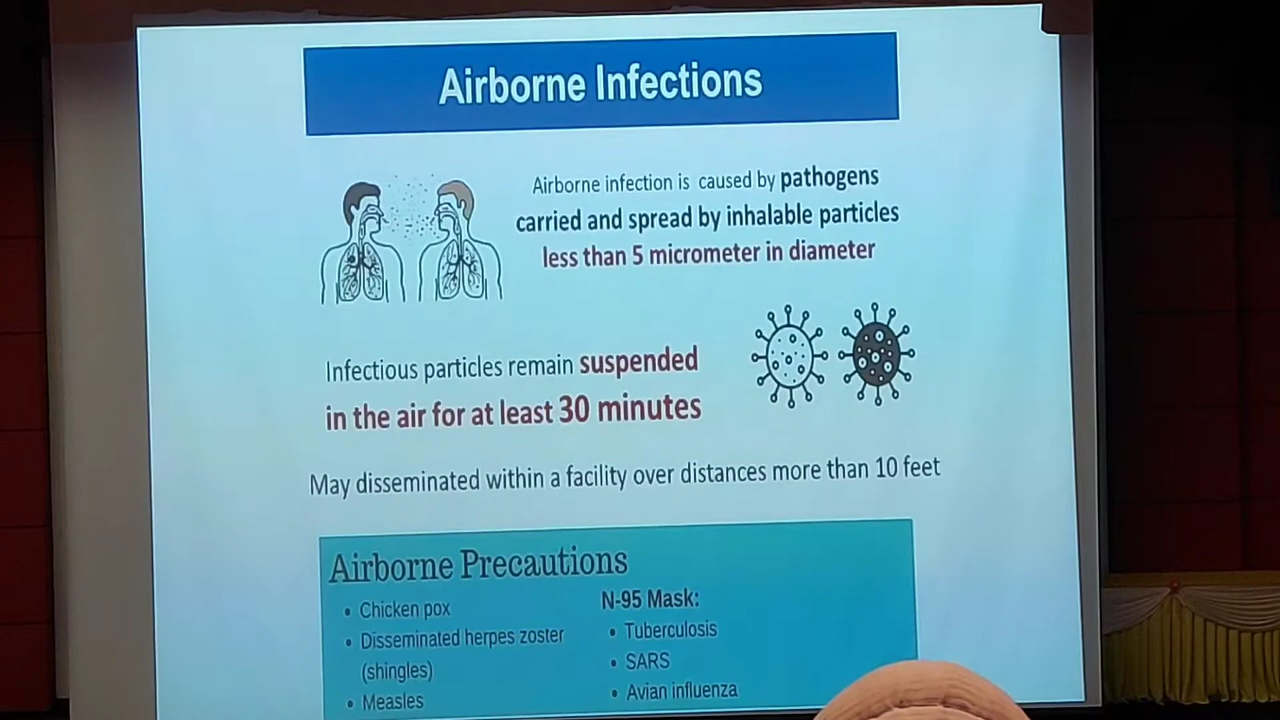 Airborne Infections
Airborne infection is caused by pathogens
carried and spread by inhalable particles
less than 5 micrometer in diameter
Infectious particles remain suspended
in the air for at least 30 minutes
May disseminated within a facility over distances more than 10 feet
Airborne Precautions
• Chicken pox
• Disseminated herpes zoster
(shingles)
• Measles
N-95 Mask:
• Tuberculosis
• SARS
• Avian influenza